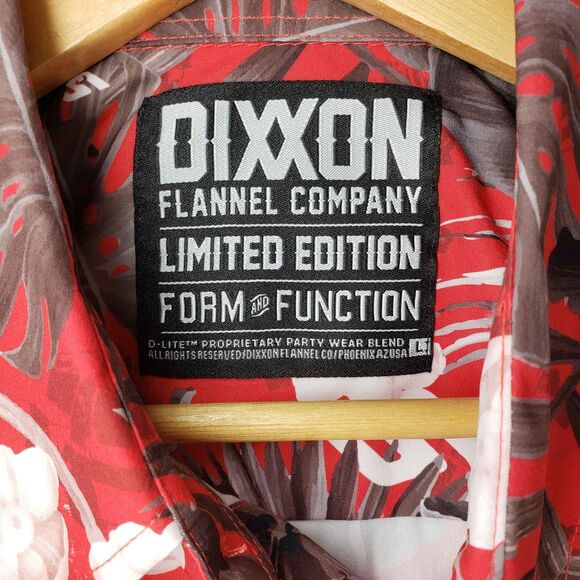 DIXXON
FLANNEL COMPANY
LIMITED EDITION
FORM AND FUNCTION
D-LITE™ PROPRIETARY PARTY WEAR BLEND
ALL RIGHTS RESERVED/DIXXONFLANNEL.CO/PHOENIX AZ USA